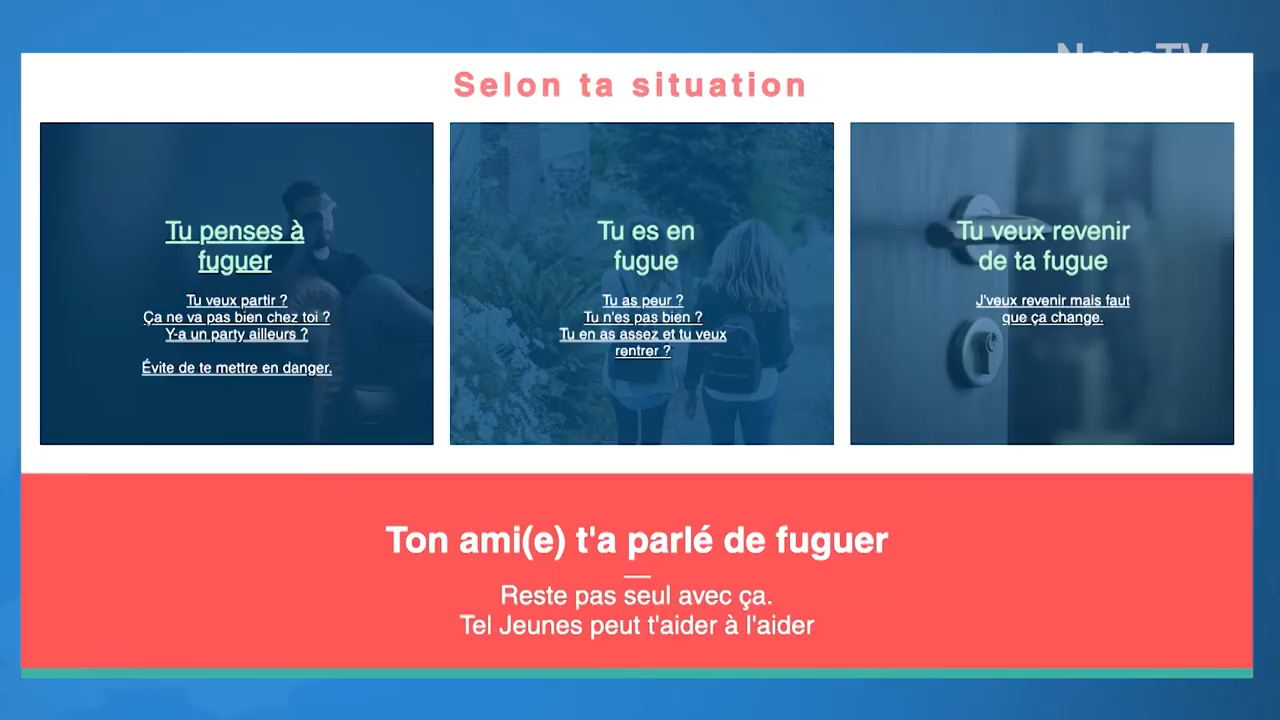 NousTV
Selon ta situation
Tu penses à
fuguer
Tu veux partir ?
Ça ne va pas bien chez toi ?
Y-a un party ailleurs ?
Évite de te mettre en danger.
Tu es en
fugue
Tu as peur ?
Tu n'es pas bien ?
Tu en as assez et tu veux
rentrer ?
Tu veux revenir
de ta fugue
J'veux revenir mais faut
que ça change.
Ton ami(e) t'a parlé de fuguer
Reste pas seul avec ça.
Tel Jeunes peut t'aider à l'aider